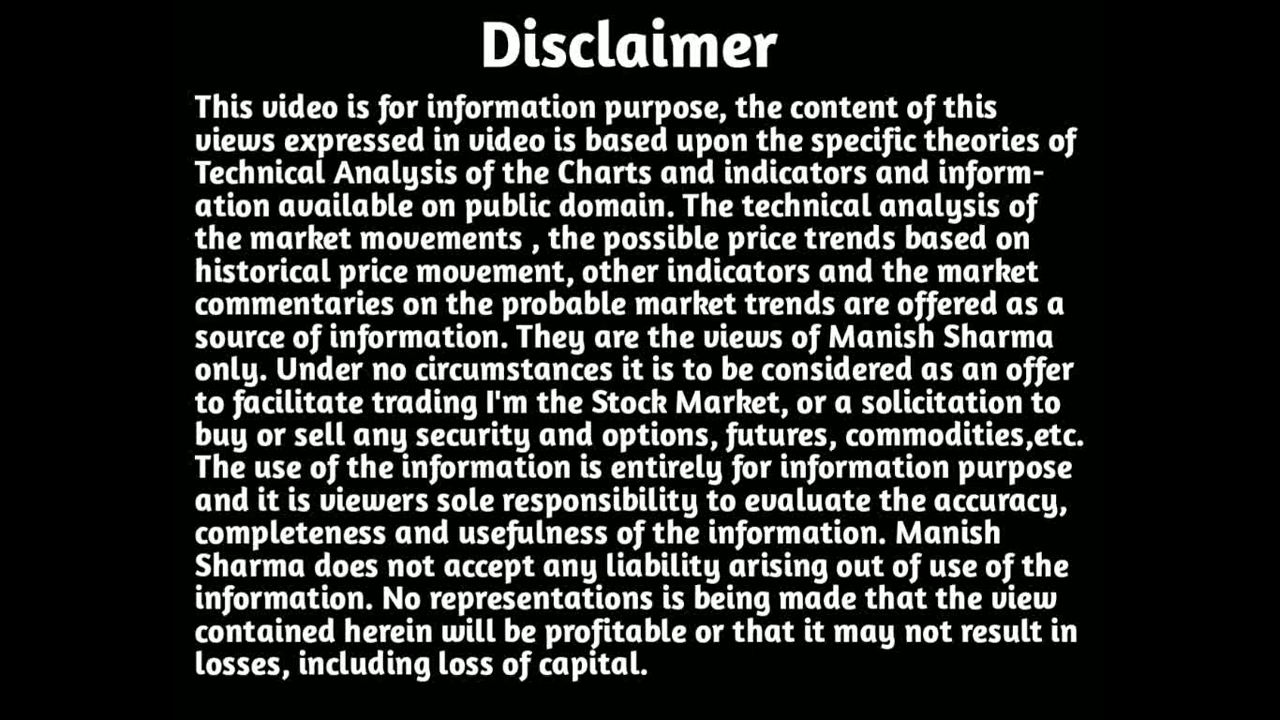 Disclaimer
This video is for information purpose, the content of this
views expressed in video is based upon the specific theories of
Technical Analysis of the Charts and indicators and inform-
ation available on public domain. The technical analysis of
the market movements , the possible price trends based on
historical price movement, other indicators and the market
commentaries on the probable market trends are offered as a
source of information. They are the views of Manish Sharma
only. Under no circumstances it is to be considered as an offer
to facilitate trading I'm the Stock Market, or a solicitation to
buy or sell any security and options, futures, commodities,etc.
The use of the information is entirely for information purpose
and it is viewers sole responsibility to evaluate the accuracy,
completeness and usefulness of the information. Manish
Sharma does not accept any liability arising out of use of the
information. No representations is being made that the view
contained herein will be profitable or that it may not result in
losses, including loss of capital.